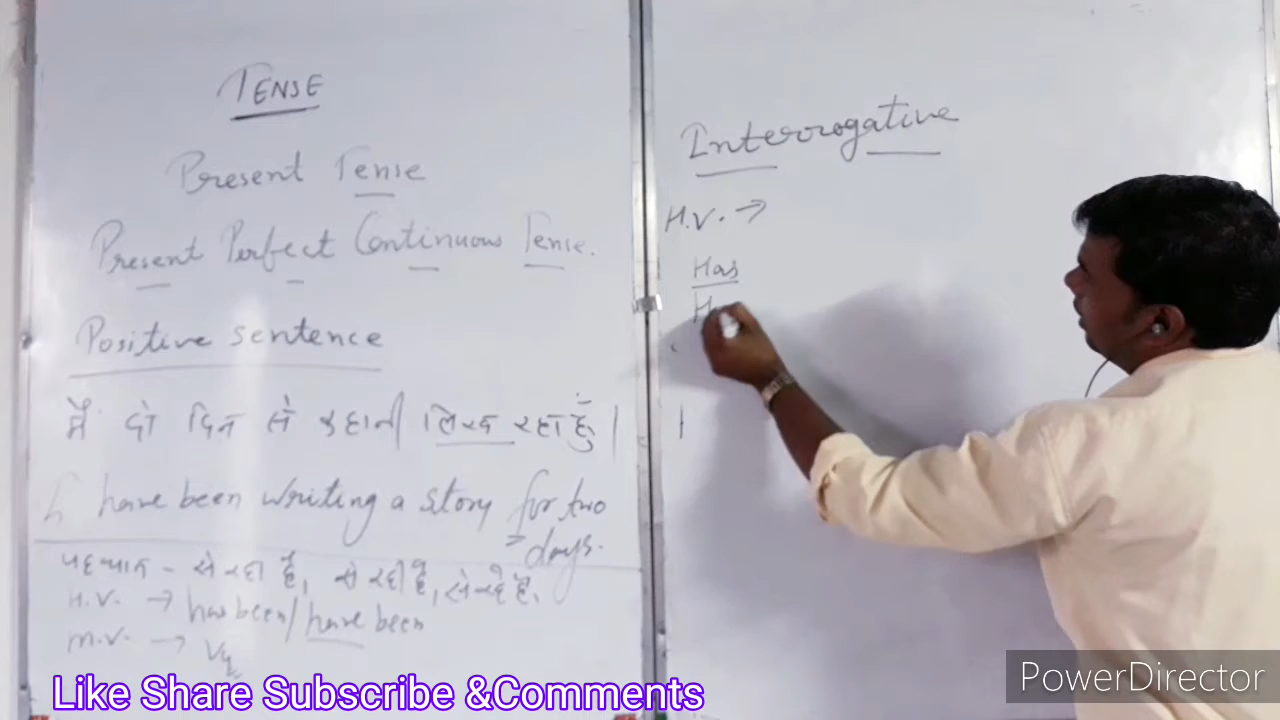 TENSE
Present Tense
Present Perfect Continuous Tense.
Positive sentence
मैं दो दिन से कहानी लिख रहा हूँ।
I have been writing a story for two
days.
पहचान - से रहा है, से रही है, से रहे हैं,
H.V. → has been/have been
M.V. → V4
Interrogative
H.V. →
Has
H
Like Share Subscribe &Comments
PowerDirector